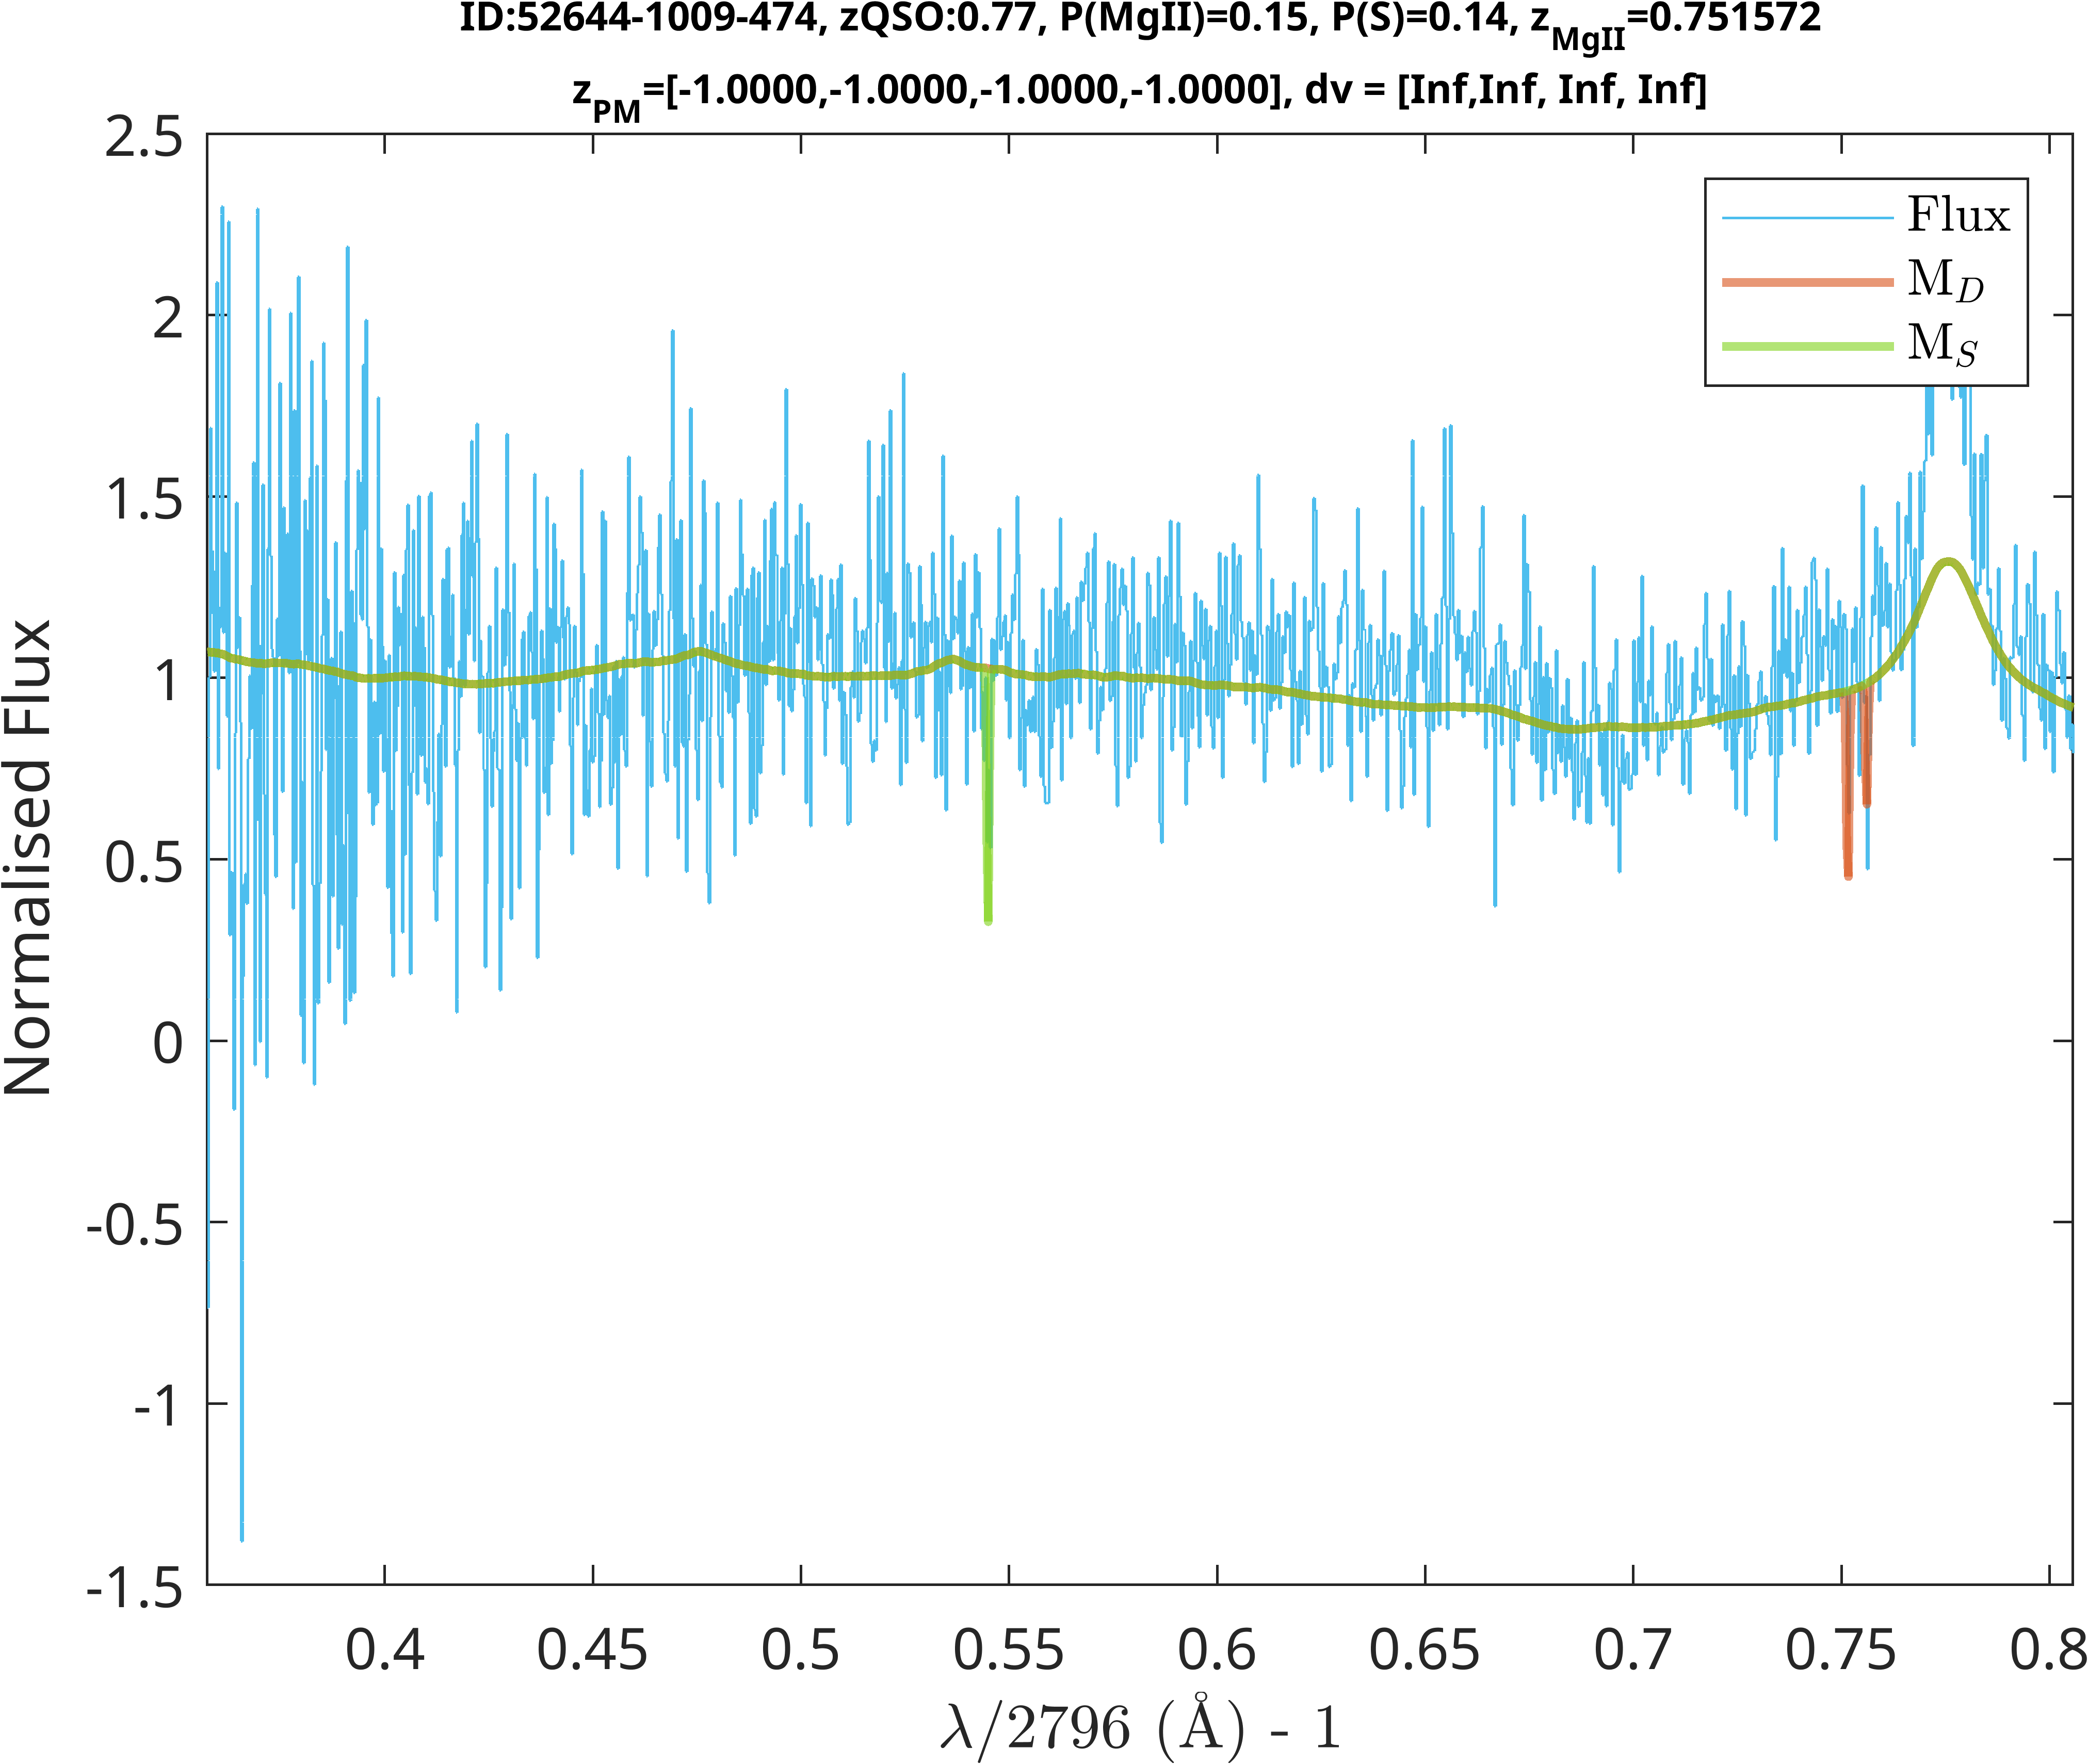 ID:52644-1009-474, zQSO:0.77, P(MgII)=0.15, P(S)=0.14, zMgII=0.751572
zPM=[-1.0000,-1.0000,-1.0000,-1.0000], dv = [Inf,Inf, Inf, Inf]
2.5
2
1.5
1
0.5
0
-0.5
-1
-1.5
Normalised Flux
Flux
MD
MS
0.4 0.45 0.5 0.55 0.6 0.65 0.7 0.75 0.8
λ/2796 (Å) - 1